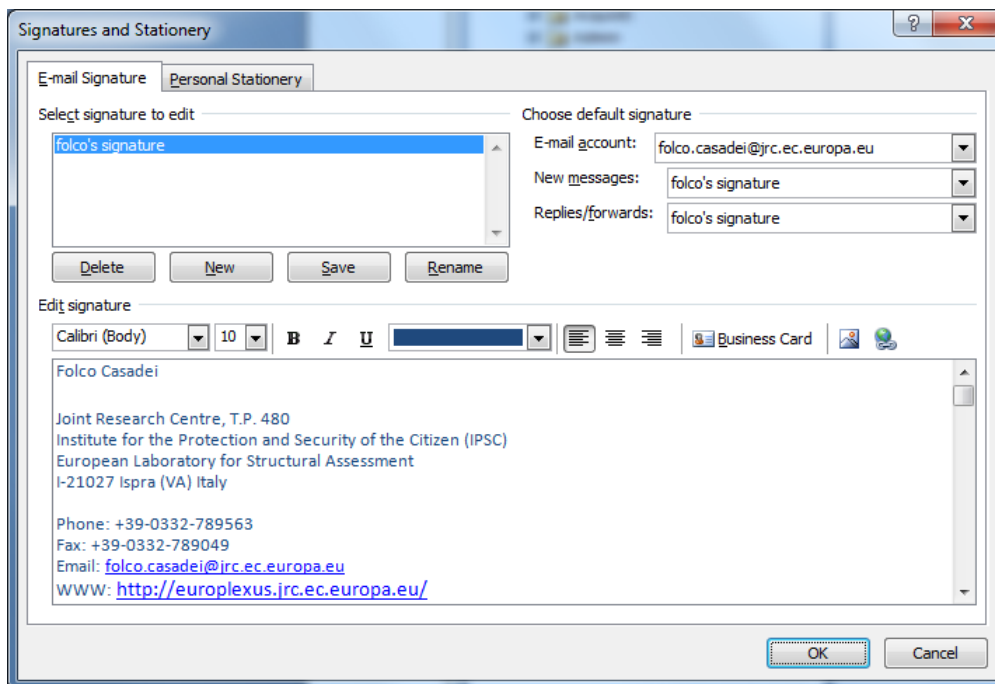 Signatures and Stationery
E-mail Signature Personal Stationery
Select signature to edit
folco's signature
Delete New Save Rename
Choose default signature
E-mail account: folco.casadei@jrc.ec.europa.eu
New messages: folco's signature
Replies/forwards: folco's signature
Edit signature
Calibri (Body) 10 B I U Business Card
Folco Casadei
Joint Research Centre, T.P. 480
Institute for the Protection and Security of the Citizen (IPSC)
European Laboratory for Structural Assessment
I-21027 Ispra (VA) Italy
Phone: +39-0332-789563
Fax: +39-0332-789049
Email: folco.casadei@jrc.ec.europa.eu
WWW: http://europlexus.jrc.ec.europa.eu/
OK Cancel